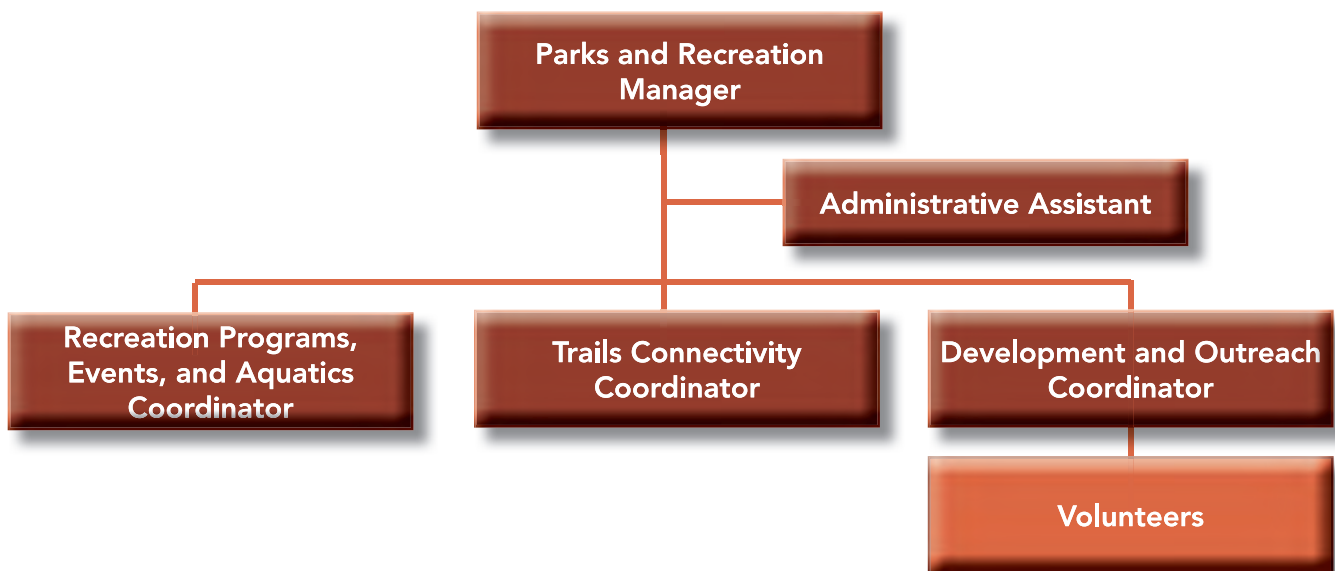 Parks and Recreation
Manager
Administrative Assistant
Recreation Programs,
Events, and Aquatics
Coordinator
Trails Connectivity
Coordinator
Development and Outreach
Coordinator
Volunteers